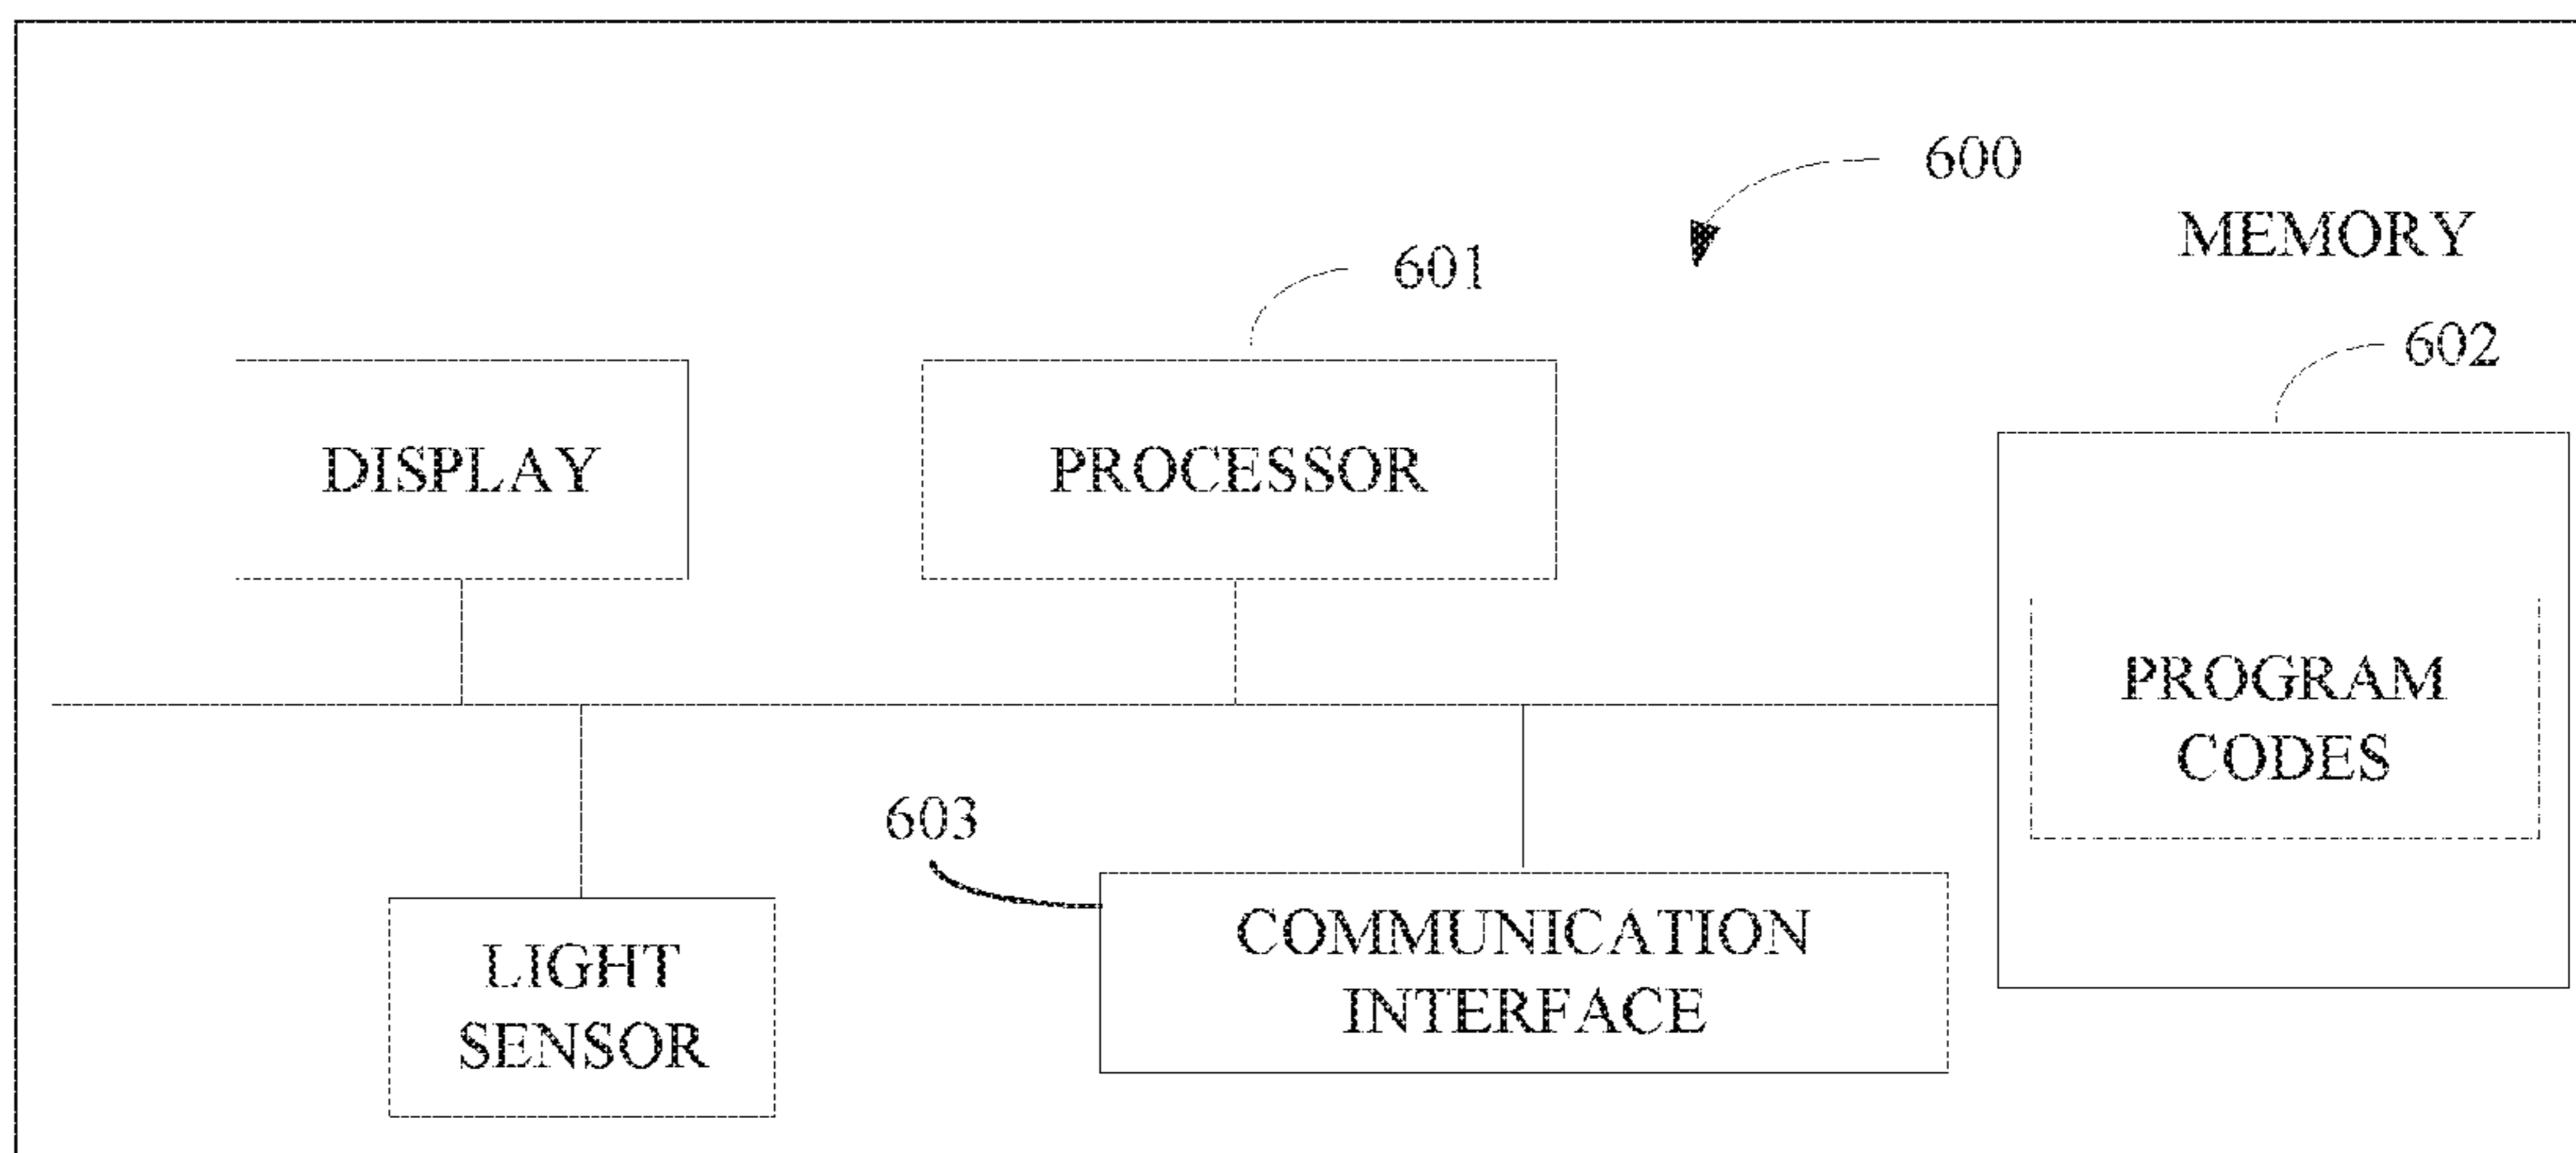 600
MEMORY
601
602
DISPLAY
PROCESSOR
PROGRAM
CODES
603
COMMUNICATION
INTERFACE
LIGHT
SENSOR